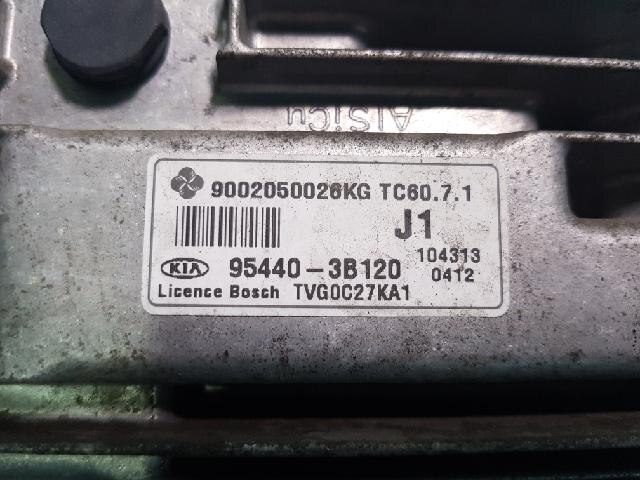 AlSiCu
9002050026KG TC60.7.1
J1
104313
KIA 95440-3B120 0412
Licence Bosch TVG0C27KA1